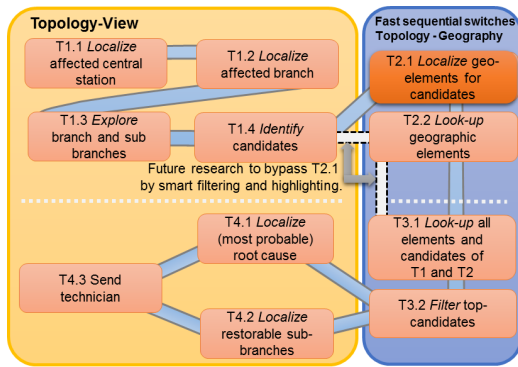 Topology-View
Fast sequential switches
Topology - Geography
T1.1 Localize
affected central
station
T1.2 Localize
affected branch
T2.1 Localize geo-
elements for
candidates
T1.3 Explore
branch and sub
branches
T1.4 Identify
candidates
T2.2 Look-up
geographic
elements
Future research to bypass T2.1
by smart filtering and highlighting.
T4.1 Localize
(most probable)
root cause
T3.1 Look-up all
elements and
candidates of
T1 and T2
T4.3 Send
technician
T4.2 Localize
restorable sub-
branches
T3.2 Filter top-
candidates